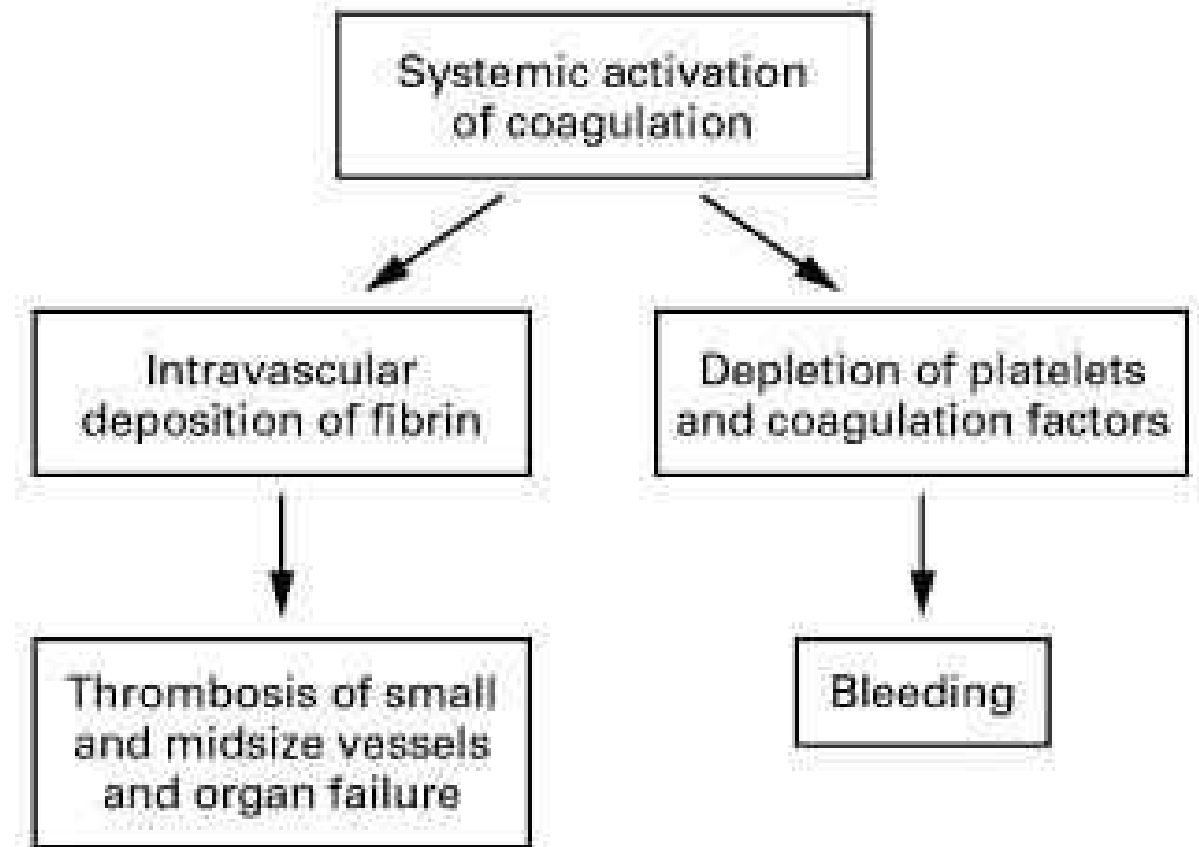 Systemic activation
of coagulation
Intravascular
deposition of fibrin
Depletion of platelets
and coagulation factors
Thrombosis of small
and midsize vessels
and organ failure
Bleeding